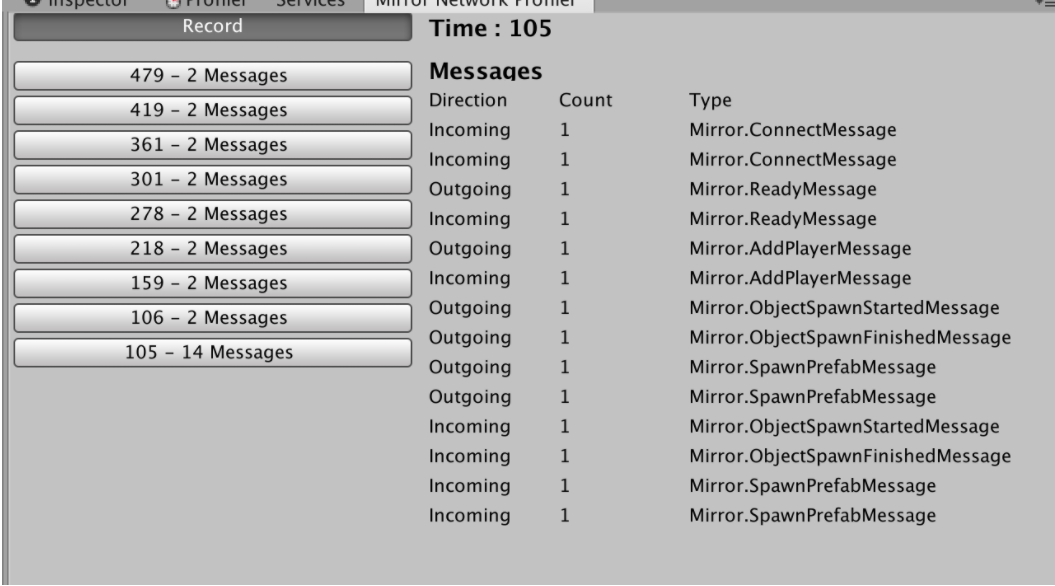 Inspector Profiler Services Mirror Network Profiler
Record
479 – 2 Messages
419 – 2 Messages
361 – 2 Messages
301 – 2 Messages
278 – 2 Messages
218 – 2 Messages
159 – 2 Messages
106 – 2 Messages
105 – 14 Messages
Time : 105
Messages
Direction Count Type
Incoming 1 Mirror.ConnectMessage
Incoming 1 Mirror.ConnectMessage
Outgoing 1 Mirror.ReadyMessage
Incoming 1 Mirror.ReadyMessage
Outgoing 1 Mirror.AddPlayerMessage
Incoming 1 Mirror.AddPlayerMessage
Outgoing 1 Mirror.ObjectSpawnStartedMessage
Outgoing 1 Mirror.ObjectSpawnFinishedMessage
Outgoing 1 Mirror.SpawnPrefabMessage
Outgoing 1 Mirror.SpawnPrefabMessage
Incoming 1 Mirror.ObjectSpawnStartedMessage
Incoming 1 Mirror.ObjectSpawnFinishedMessage
Incoming 1 Mirror.SpawnPrefabMessage
Incoming 1 Mirror.SpawnPrefabMessage